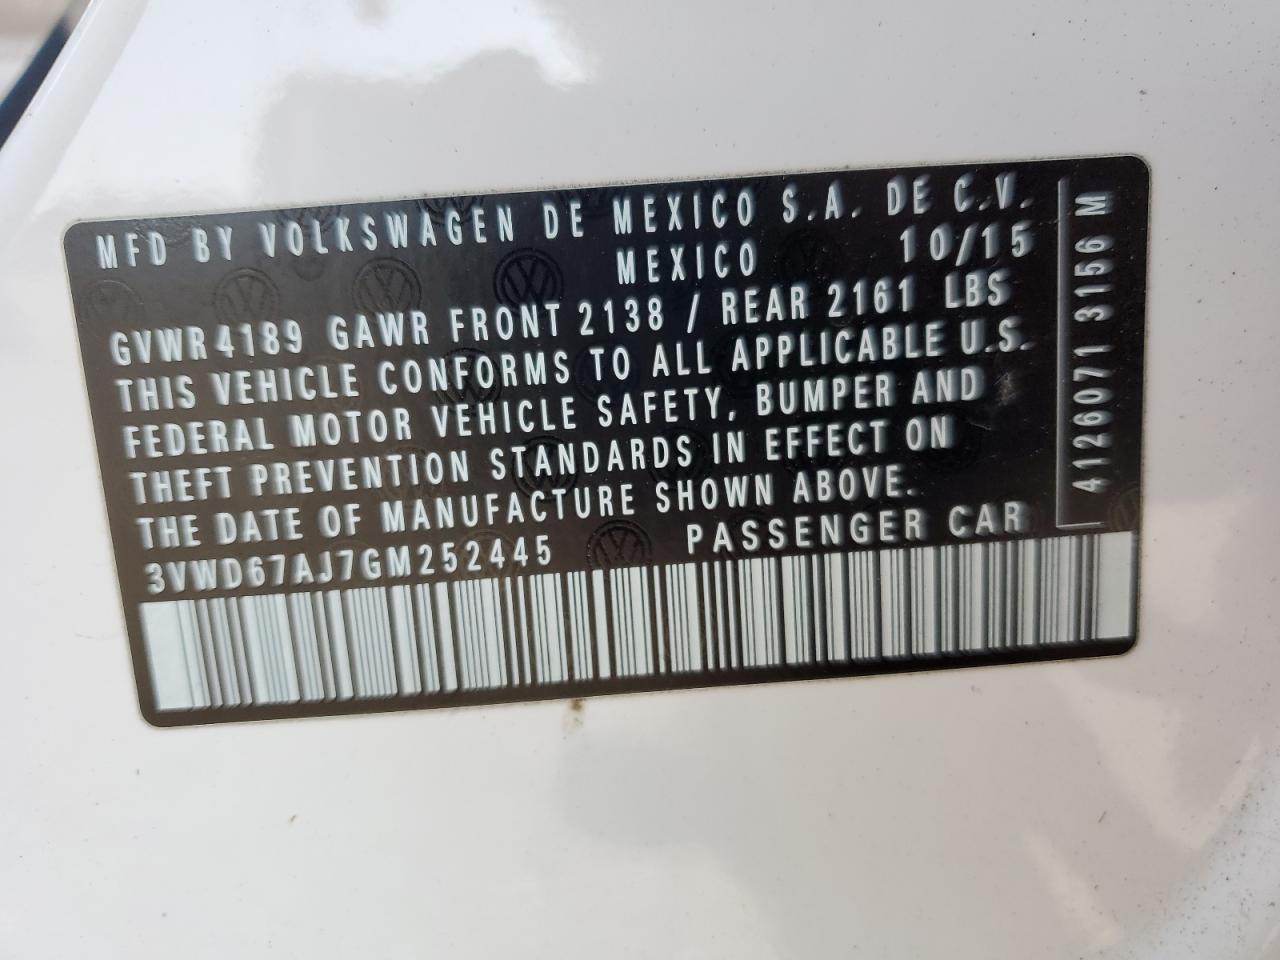 MFD BY VOLKSWAGEN DE MEXICO S.A. DE C.V.
MEXICO 10/15
GVWR 4189 GAWR FRONT 2138 / REAR 2161 LBS
THIS VEHICLE CONFORMS TO ALL APPLICABLE U.S.
FEDERAL MOTOR VEHICLE SAFETY, BUMPER AND
THEFT PREVENTION STANDARDS IN EFFECT ON
THE DATE OF MANUFACTURE SHOWN ABOVE.
3VWD67AJ7GM252445 PASSENGER CAR
4126071 3156 M